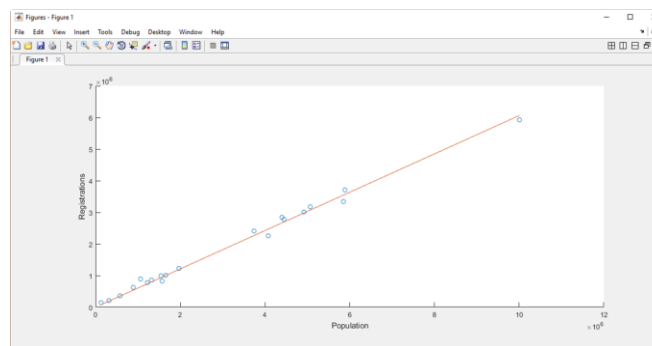 Figures - Figure 1
File Edit View Insert Tools Debug Desktop Window Help
Figure 1
×10⁶
7
6
5
4
3
2
1
0
Registrations
0 2 4 6 8 10 12
Population
×10⁶